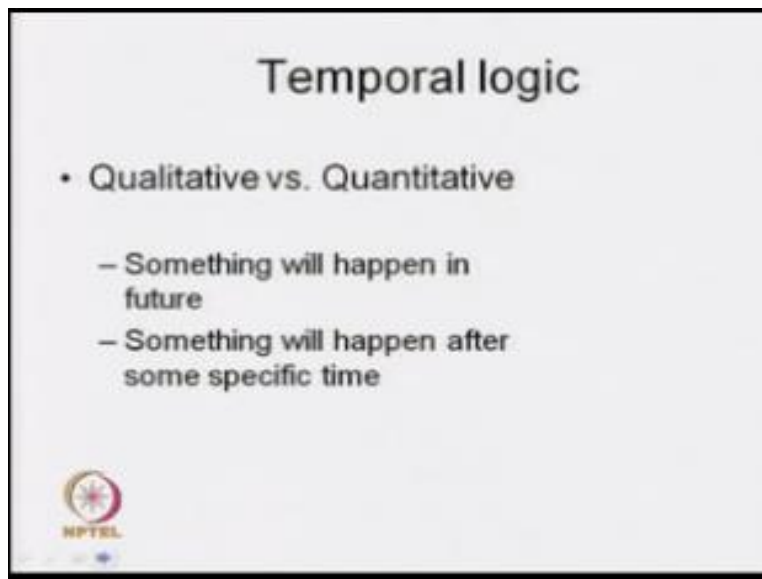 Temporal logic
• Qualitative vs. Quantitative
– Something will happen in
future
– Something will happen after
some specific time
NPTEL